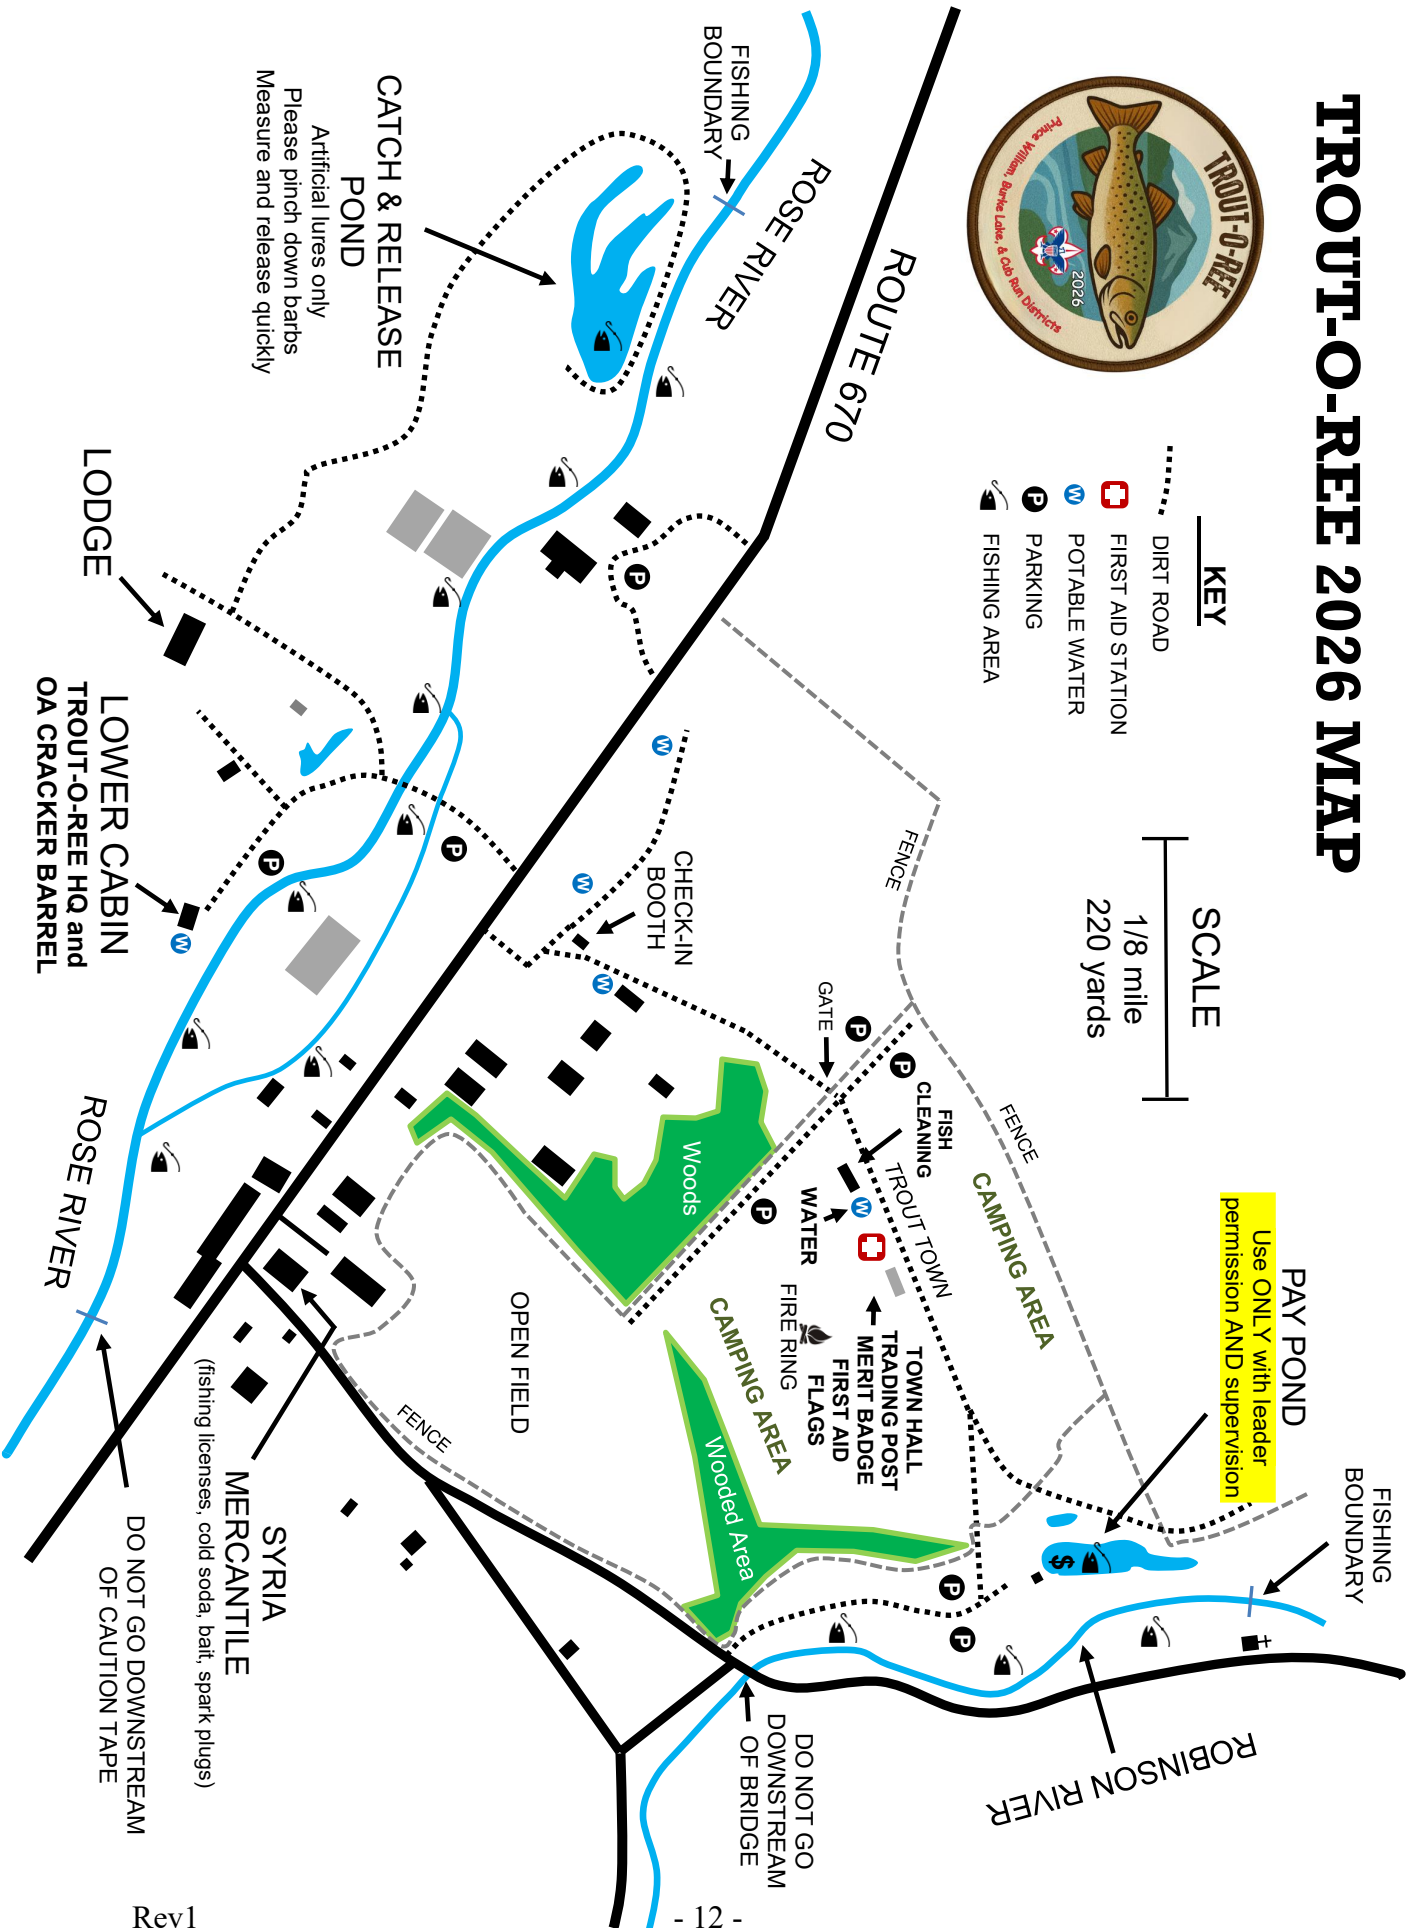 TROUT-O-REE 2026 MAP
TROUT-O-REE
2026
Prince William, Burke Lake, & Cub Run Districts
KEY
DIRT ROAD
FIRST AID STATION
W POTABLE WATER
P PARKING
FISHING AREA
SCALE
1/8 mile
220 yards
PAY POND
Use ONLY with leader
permission AND supervision
FISHING
BOUNDARY
FISHING
BOUNDARY
ROSE RIVER
ROUTE 670
CATCH & RELEASE
POND
Artificial lures only
Please pinch down barbs
Measure and release quickly
LODGE
LOWER CABIN
TROUT-O-REE HQ and
OA CRACKER BARREL
CHECK-IN
BOOTH
GATE
FENCE
FENCE
FENCE
FISH
CLEANING
TROUT TOWN
CAMPING AREA
WATER
FIRE RING
TOWN HALL
TRADING POST
MERIT BADGE
FIRST AID
FLAGS
CAMPING AREA
Woods
Wooded Area
OPEN FIELD
P
P
P
P
P
P
P
P
W
W
W
W
W
$
ROBINSON RIVER
ROSE RIVER
SYRIA
MERCANTILE
(fishing licenses, cold soda, bait, spark plugs)
DO NOT GO DOWNSTREAM
OF CAUTION TAPE
DO NOT GO
DOWNSTREAM
OF BRIDGE
Rev1
- 12 -